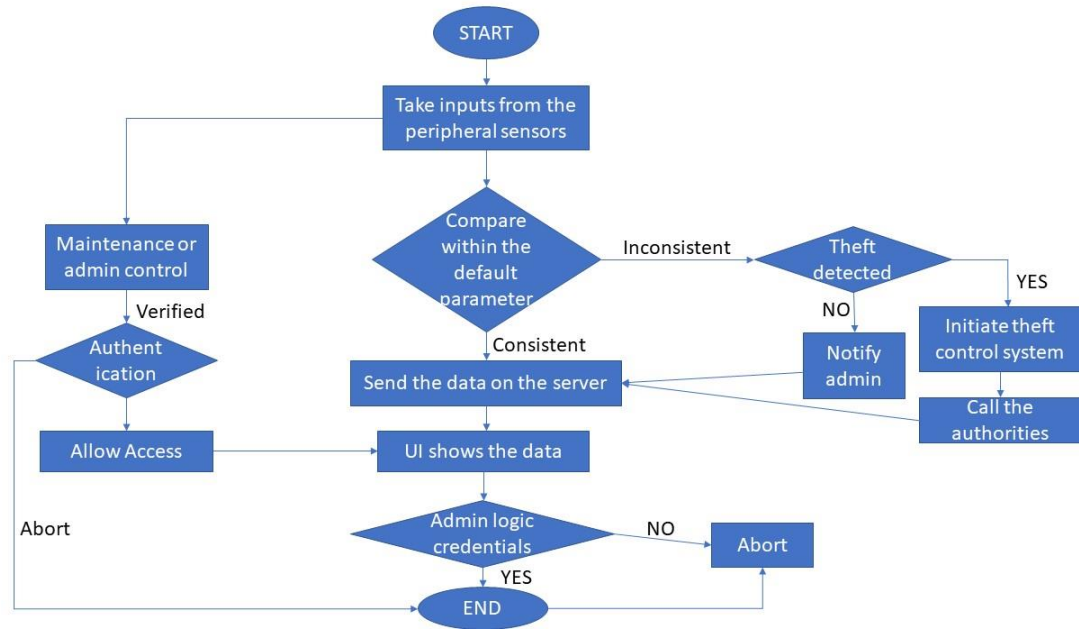 START
Take inputs from the
peripheral sensors
Maintenance or
admin control
Compare
within the
default
parameter
Inconsistent
Theft
detected
YES
NO
Verified
Authent
ication
Consistent
Initiate theft
control system
Notify
admin
Send the data on the server
Call the
authorities
Allow Access
UI shows the data
Abort
Admin logic
credentials
NO
Abort
YES
END